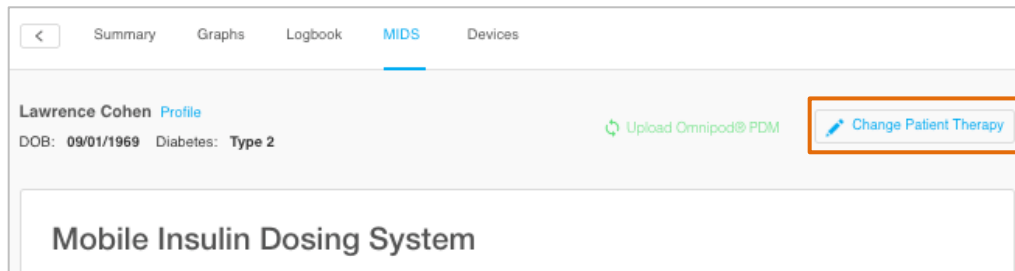 Summary Graphs Logbook MIDS Devices
Lawrence Cohen Profile
Upload Omnipod® PDM
Change Patient Therapy
DOB: 09/01/1969 Diabetes: Type 2
Mobile Insulin Dosing System